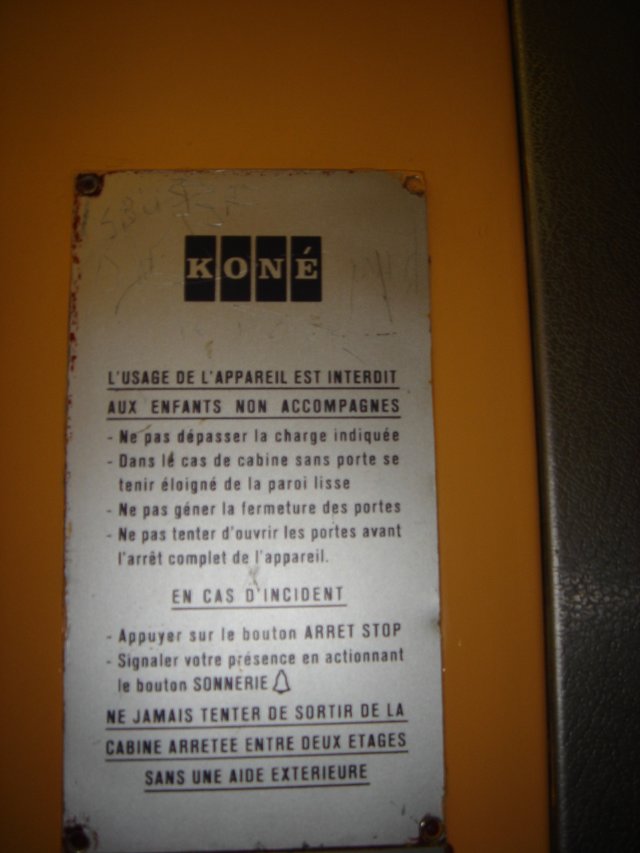 KONÉ
L'USAGE DE L'APPAREIL EST INTERDIT
AUX ENFANTS NON ACCOMPAGNES
- Ne pas dépasser la charge indiquée
- Dans le cas de cabine sans porte se
tenir éloigné de la paroi lisse
- Ne pas géner la fermeture des portes
- Ne pas tenter d'ouvrir les portes avant
l'arrêt complet de l'appareil.
EN CAS D'INCIDENT
- Appuyer sur le bouton ARRET STOP
- Signaler votre présence en actionnant
le bouton SONNERIE
NE JAMAIS TENTER DE SORTIR DE LA
CABINE ARRETEE ENTRE DEUX ETAGES
SANS UNE AIDE EXTERIEURE